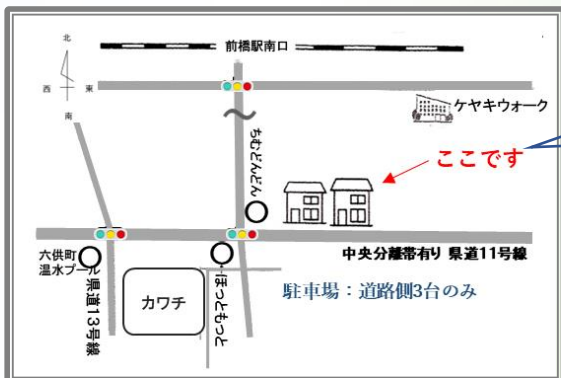 前橋駅南口
北
西 東
南
ケヤキウォーク
ここです
ちむどんどん
中央分離帯有り 県道11号線
六供町
温水プール
県道13号線
カワチ
ほっともっと
駐車場：道路側3台のみ